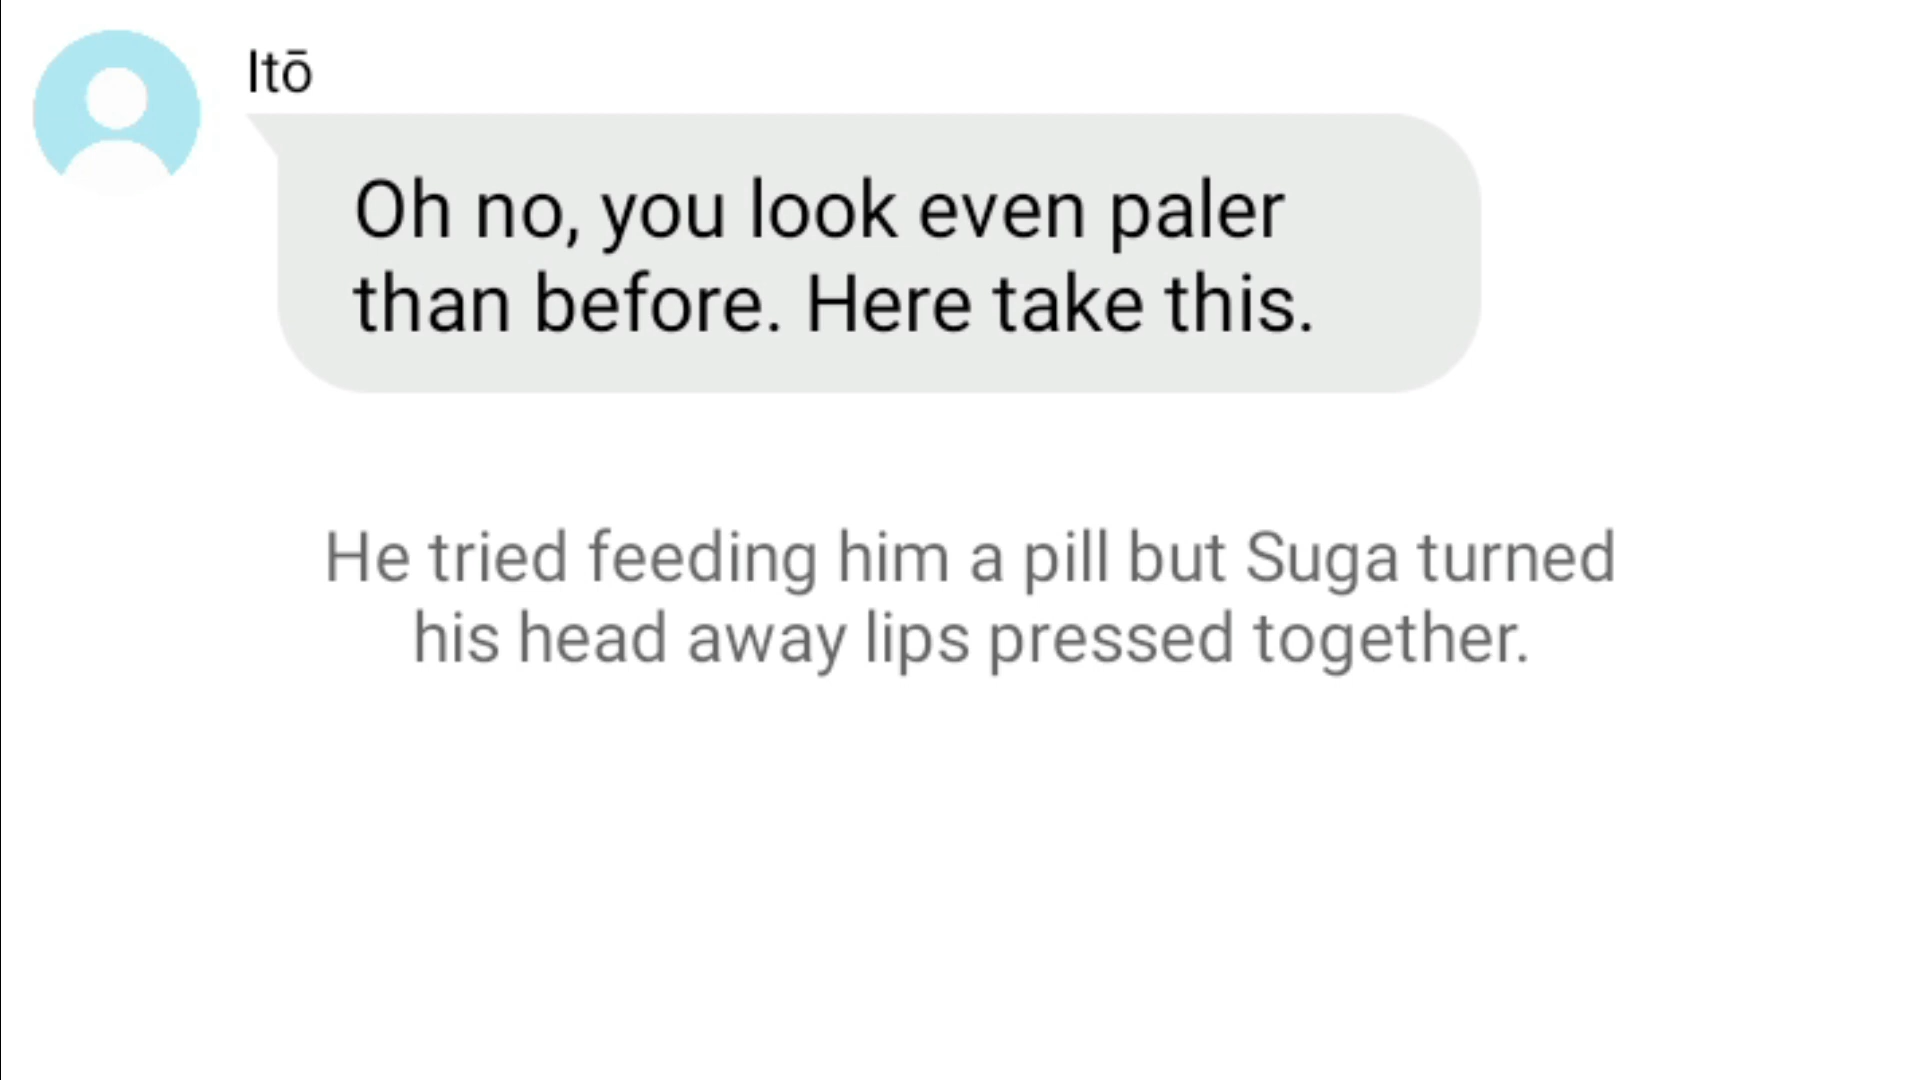 Itō
Oh no, you look even paler
than before. Here take this.
He tried feeding him a pill but Suga turned
his head away lips pressed together.